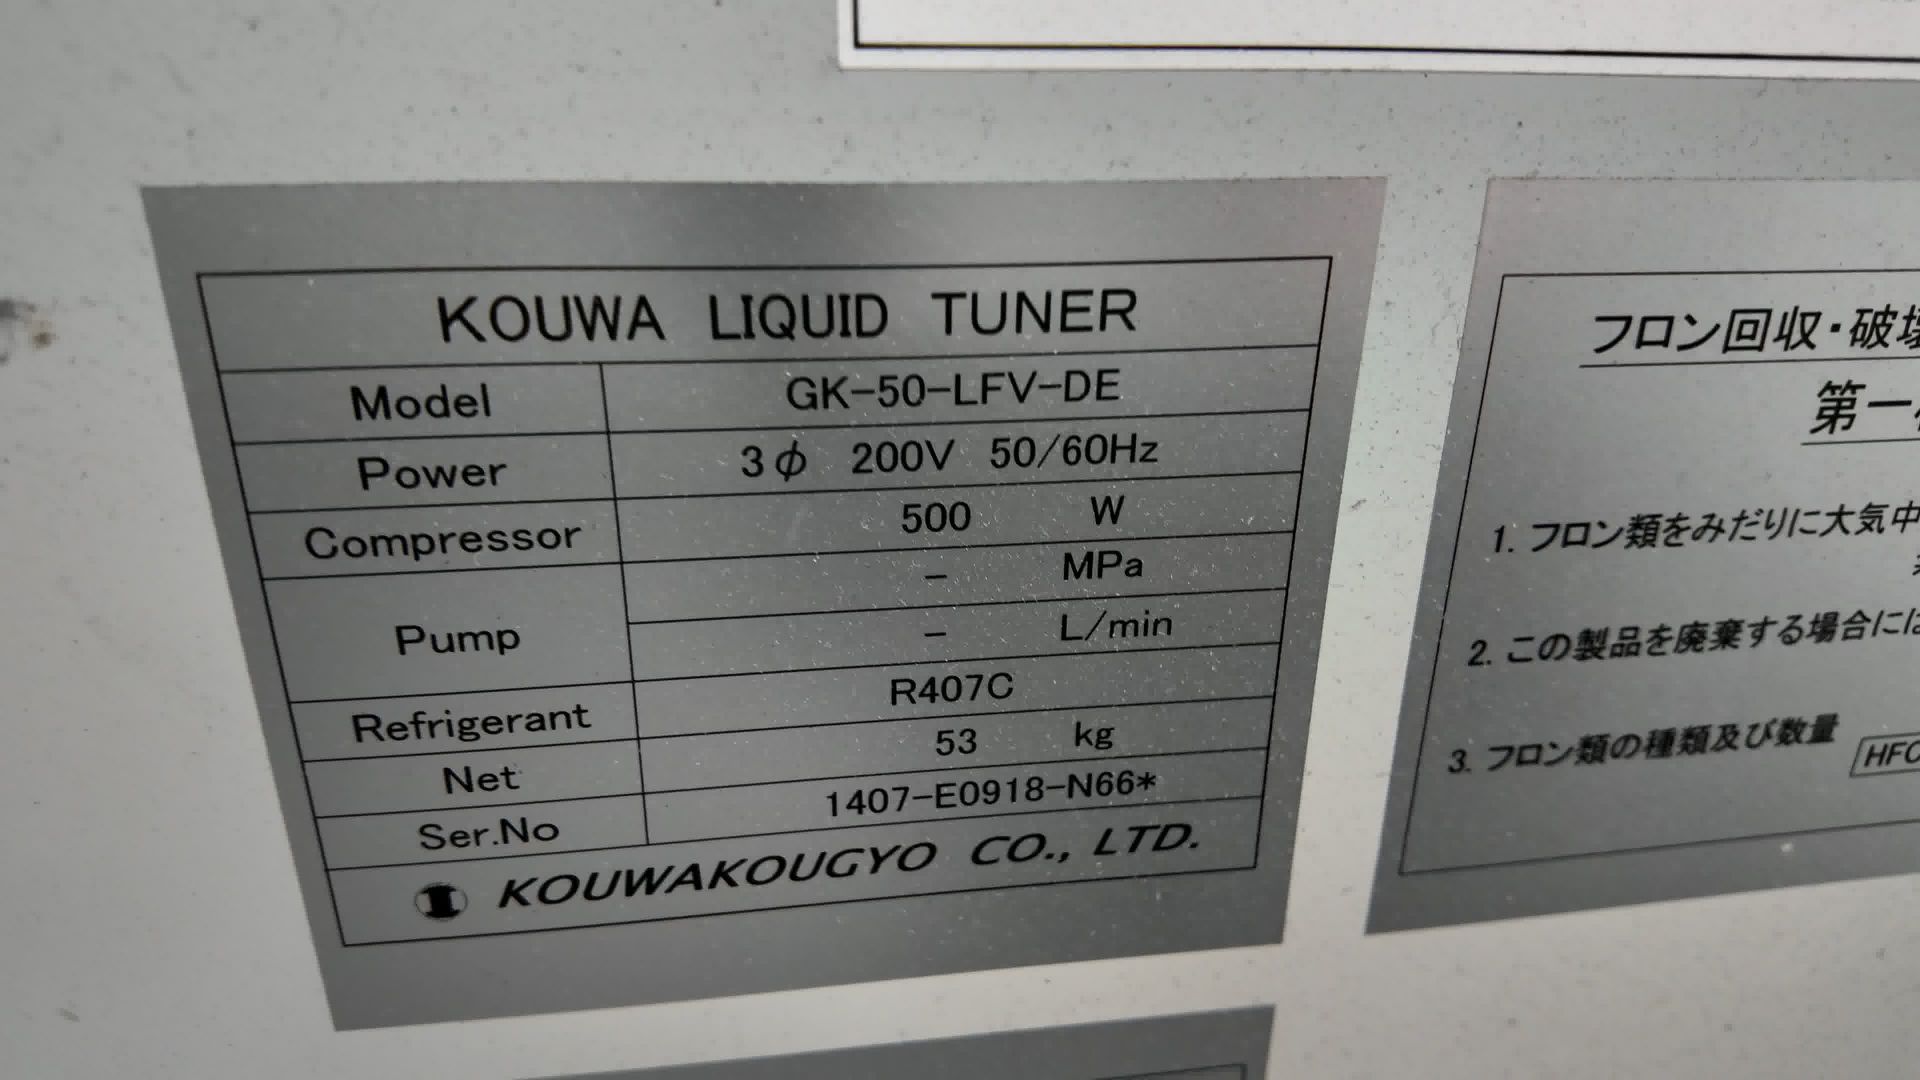 KOUWA LIQUID TUNER
Model GK-50-LFV-DE
Power 3φ 200V 50/60Hz
Compressor 500 W
Pump – MPa
– L/min
Refrigerant R407C
Net 53 kg
Ser.No 1407-E0918-N66*
KOUWAKOUGYO CO., LTD.
フロン回収・破壊
第一
1. フロン類をみだりに大気中
2. この製品を廃棄する場合には
3. フロン類の種類及び数量 HFC